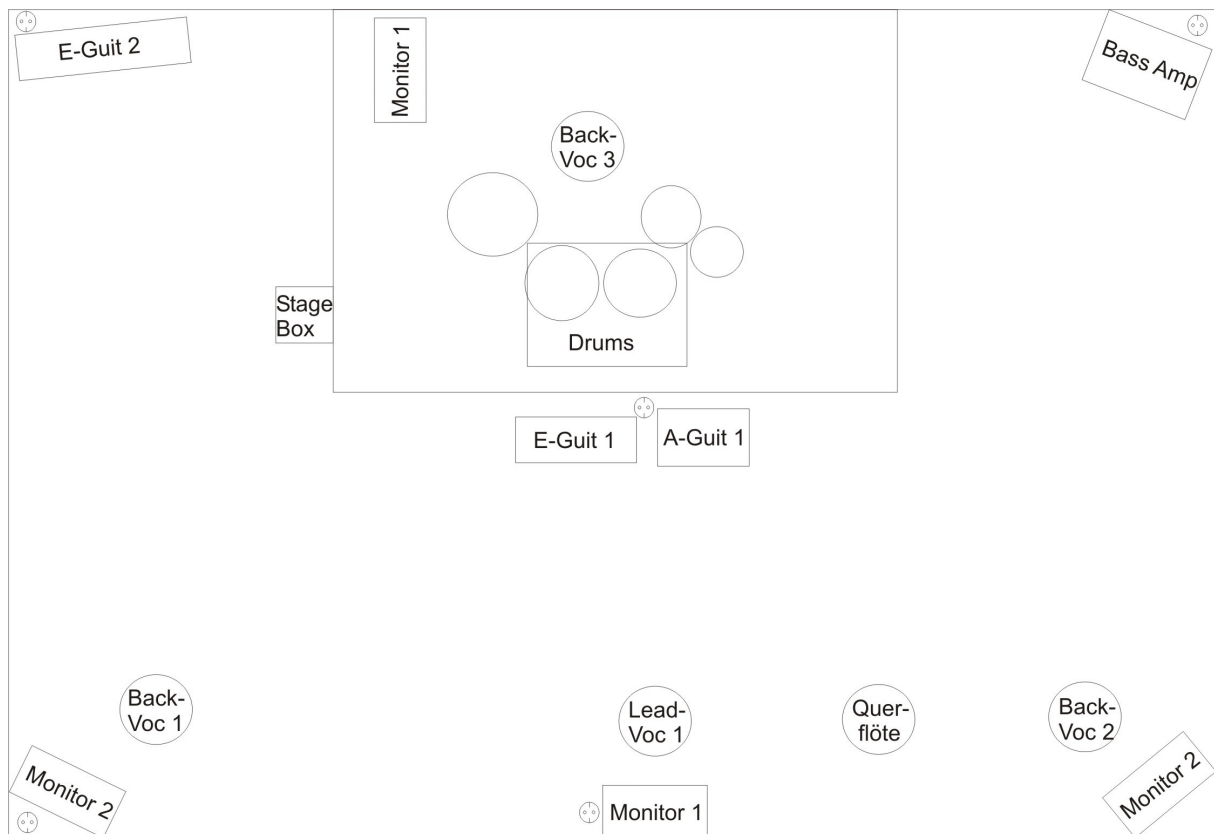 E-Guit 2
Monitor 1
Bass Amp
Back-
Voc 3
Stage
Box
Drums
E-Guit 1
A-Guit 1
Back-
Voc 1
Lead-
Voc 1
Quer-
flöte
Back-
Voc 2
Monitor 2
Monitor 1
Monitor 2